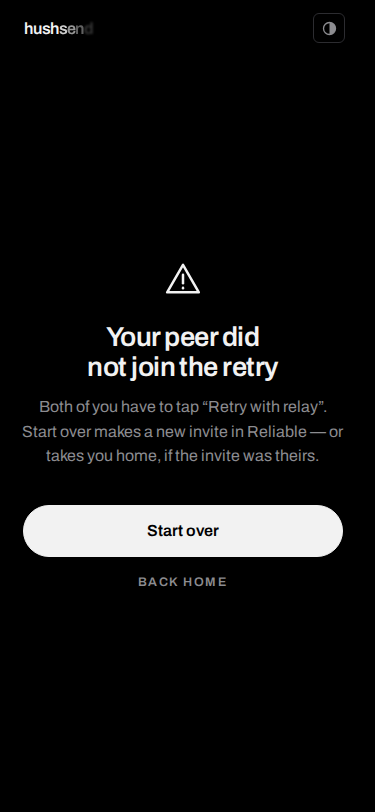 hushsend
Your peer did
not join the retry
Both of you have to tap “Retry with relay”.
Start over makes a new invite in Reliable — or
takes you home, if the invite was theirs.
Start over
BACK HOME